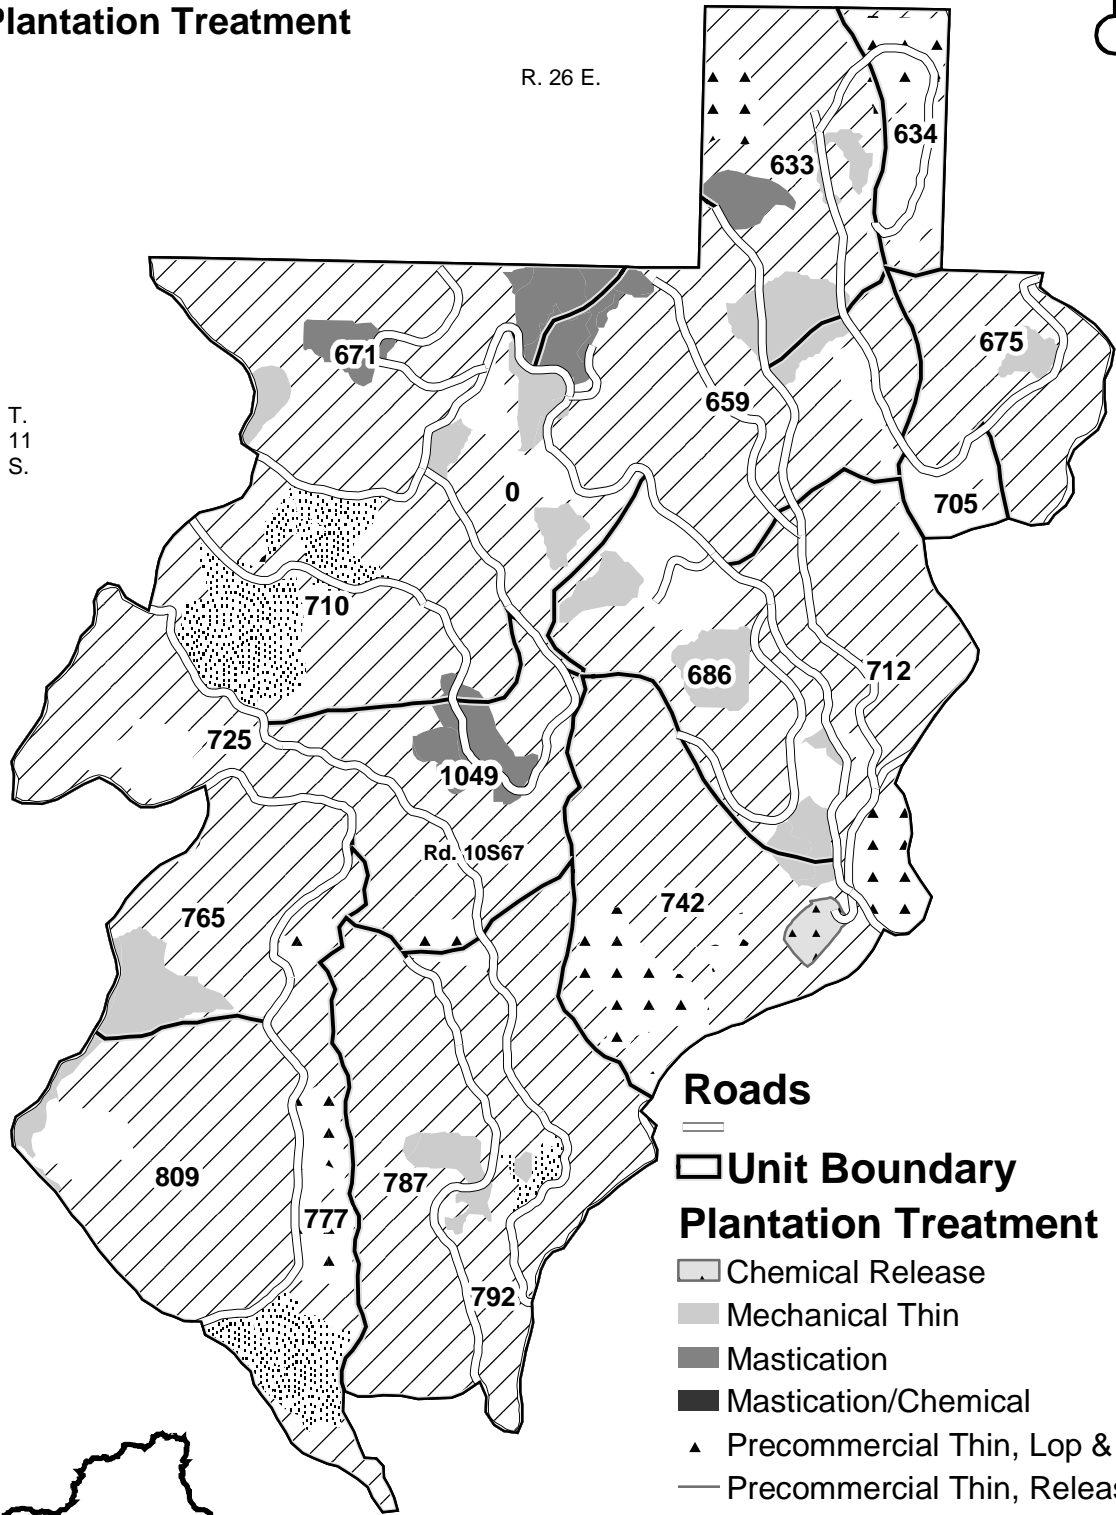 Plantation Treatment
R. 26 E.
634
633
671
675
659
T.
11
S.
0
705
710
686
712
725
1049
Rd. 10S67
742
765
Roads
Unit Boundary
809
787
Plantation Treatment
777
Chemical Release
792
Mechanical Thin
Mastication
Mastication/Chemical
Precommercial Thin, Lop &
Precommercial Thin, Releas